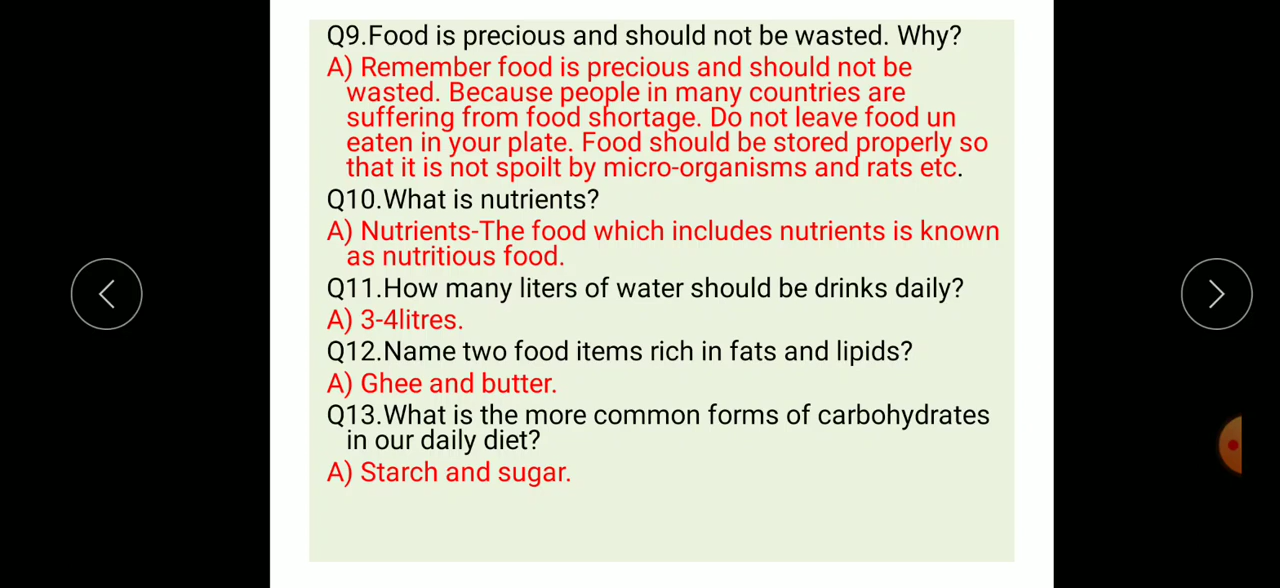 Q9.Food is precious and should not be wasted. Why?
A) Remember food is precious and should not be
wasted. Because people in many countries are
suffering from food shortage. Do not leave food un
eaten in your plate. Food should be stored properly so
that it is not spoilt by micro-organisms and rats etc.
Q10.What is nutrients?
A) Nutrients-The food which includes nutrients is known
as nutritious food.
Q11.How many liters of water should be drinks daily?
A) 3-4litres.
Q12.Name two food items rich in fats and lipids?
A) Ghee and butter.
Q13.What is the more common forms of carbohydrates
in our daily diet?
A) Starch and sugar.